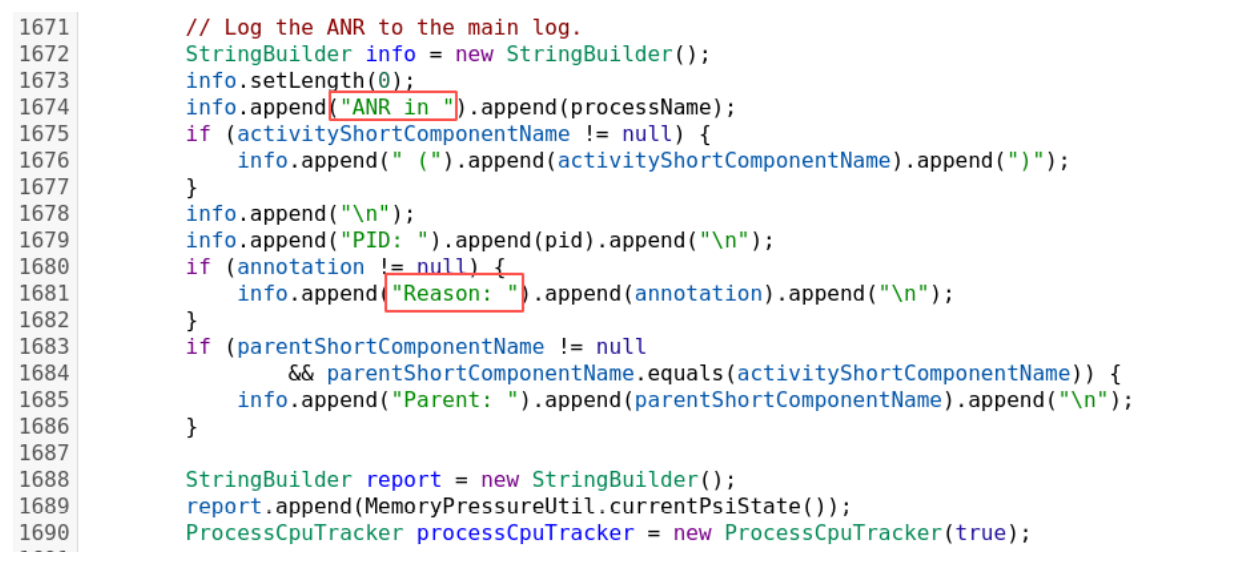 1671 // Log the ANR to the main log.
1672 StringBuilder info = new StringBuilder();
1673 info.setLength(0);
1674 info.append("ANR in ").append(processName);
1675 if (activityShortComponentName != null) {
1676 info.append(" (").append(activityShortComponentName).append(")");
1677 }
1678 info.append("\n");
1679 info.append("PID: ").append(pid).append("\n");
1680 if (annotation != null) {
1681 info.append("Reason: ").append(annotation).append("\n");
1682 }
1683 if (parentShortComponentName != null
1684 && parentShortComponentName.equals(activityShortComponentName)) {
1685 info.append("Parent: ").append(parentShortComponentName).append("\n");
1686 }
1687
1688 StringBuilder report = new StringBuilder();
1689 report.append(MemoryPressureUtil.currentPsiState());
1690 ProcessCpuTracker processCpuTracker = new ProcessCpuTracker(true);